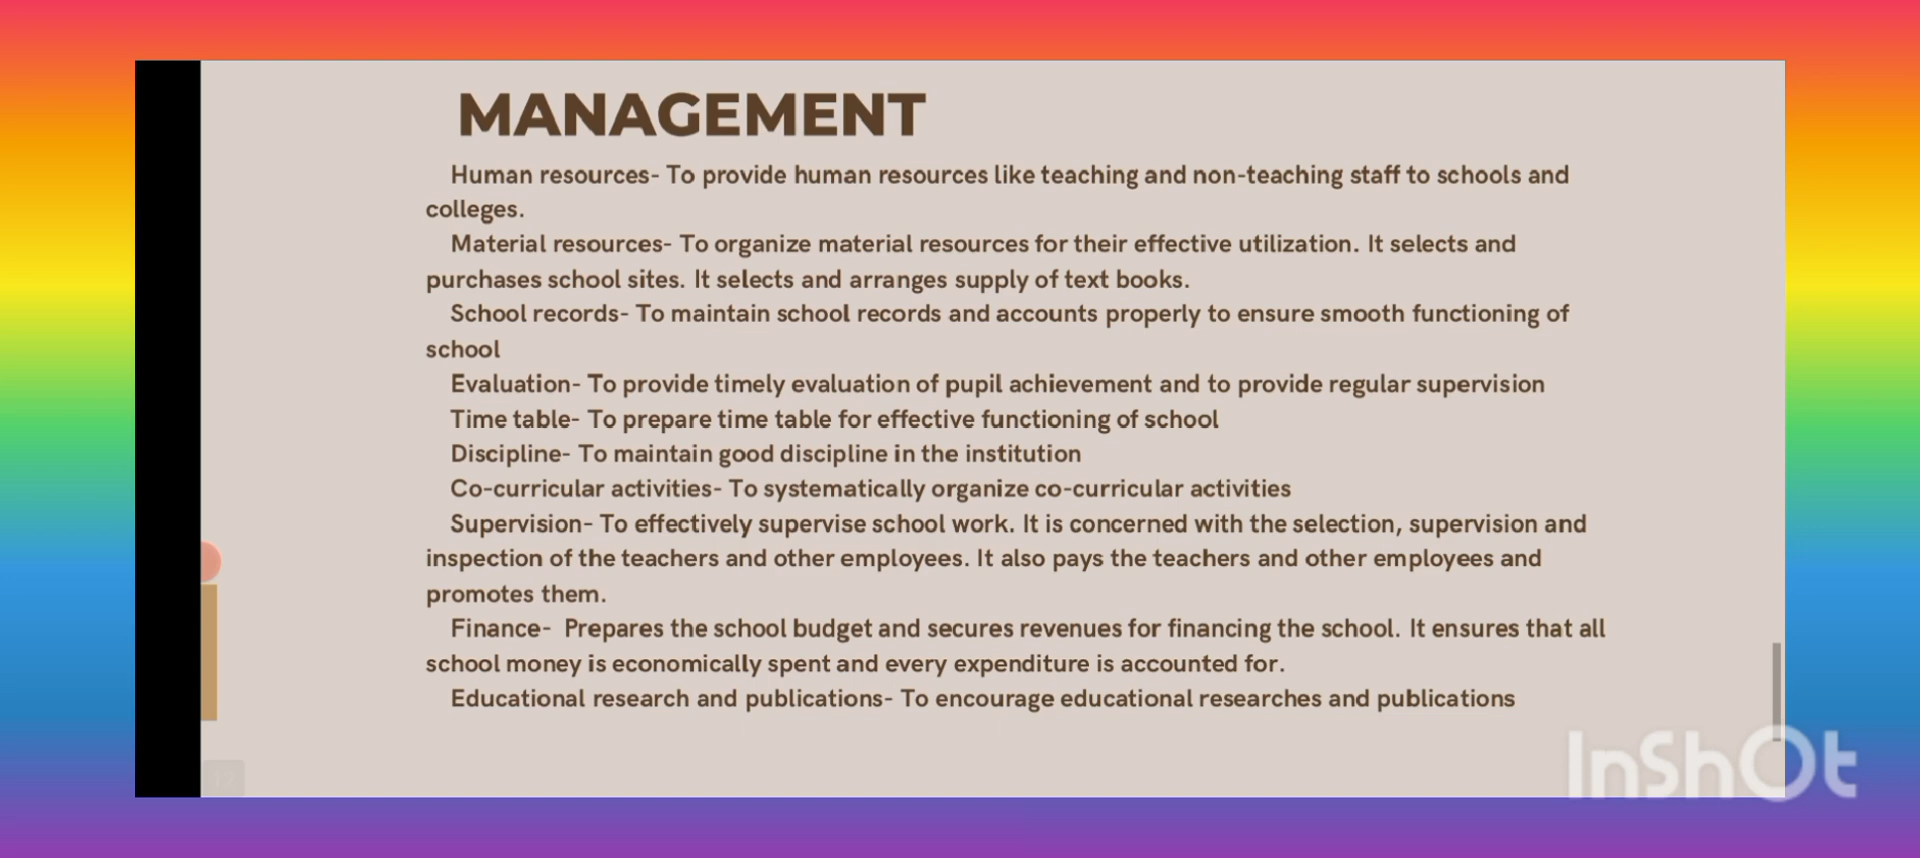 MANAGEMENT
Human resources- To provide human resources like teaching and non-teaching staff to schools and
colleges.
Material resources- To organize material resources for their effective utilization. It selects and
purchases school sites. It selects and arranges supply of text books.
School records- To maintain school records and accounts properly to ensure smooth functioning of
school
Evaluation- To provide timely evaluation of pupil achievement and to provide regular supervision
Time table- To prepare time table for effective functioning of school
Discipline- To maintain good discipline in the institution
Co-curricular activities- To systematically organize co-curricular activities
Supervision- To effectively supervise school work. It is concerned with the selection, supervision and
inspection of the teachers and other employees. It also pays the teachers and other employees and
promotes them.
Finance- Prepares the school budget and secures revenues for financing the school. It ensures that all
school money is economically spent and every expenditure is accounted for.
Educational research and publications- To encourage educational researches and publications
InShOt